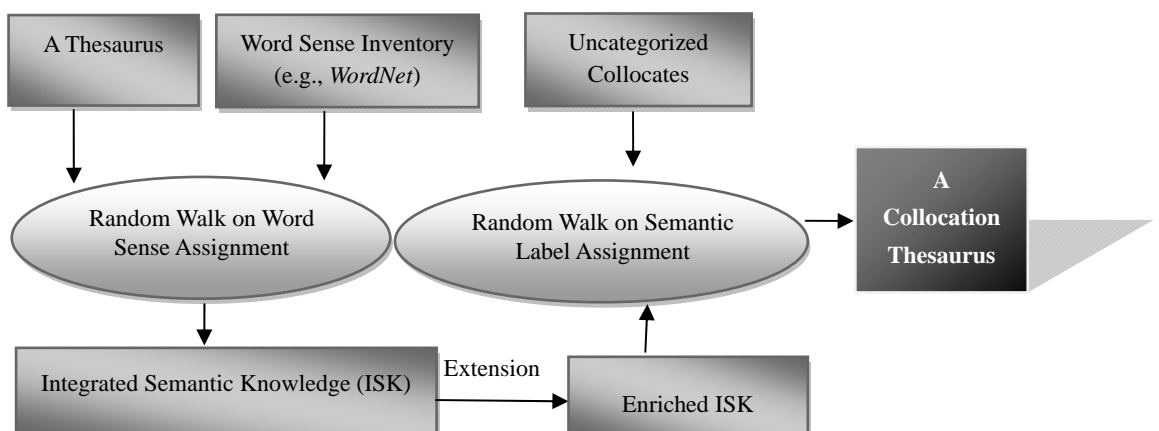 A Thesaurus
Word Sense Inventory
(e.g., WordNet)
Uncategorized
Collocates
Random Walk on Word
Sense Assignment
Random Walk on Semantic
Label Assignment
A
Collocation
Thesaurus
Integrated Semantic Knowledge (ISK)
Extension
Enriched ISK